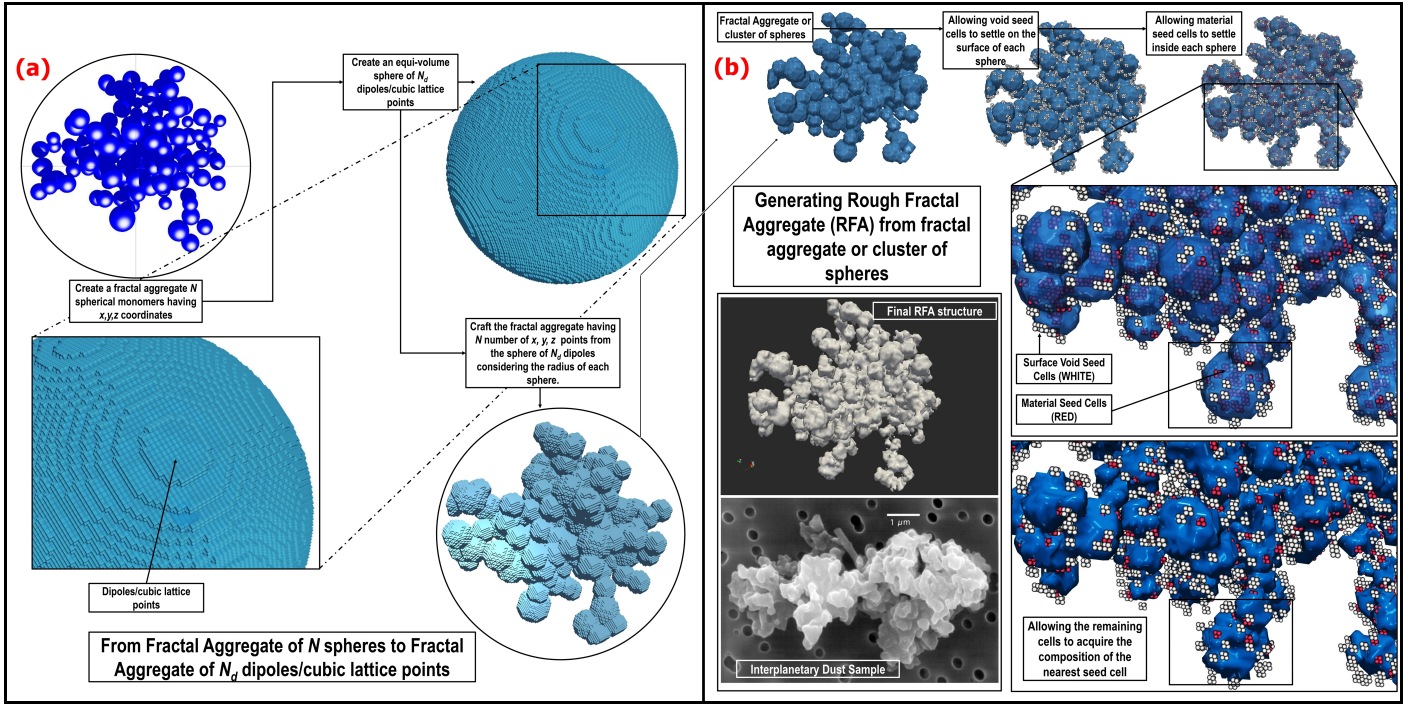 (a)
Create an equi-volume
sphere of Nd
dipoles/cubic lattice
points
Create a fractal aggregate N
spherical monomers having
x,y,z coordinates
Craft the fractal aggregate having
N number of x, y, z points from
the sphere of Nd dipoles
considering the radius of each
sphere.
Dipoles/cubic lattice
points
From Fractal Aggregate of N spheres to Fractal
Aggregate of Nd dipoles/cubic lattice points
(b)
Fractal Aggregate or
cluster of spheres
Allowing void seed
cells to settle on the
surface of each
sphere
Allowing material
seed cells to settle
inside each sphere
Generating Rough Fractal
Aggregate (RFA) from fractal
aggregate or cluster of
spheres
Final RFA structure
1 µm
Interplanetary Dust Sample
Surface Void Seed
Cells (WHITE)
Material Seed Cells
(RED)
Allowing the remaining
cells to acquire the
composition of the
nearest seed cell